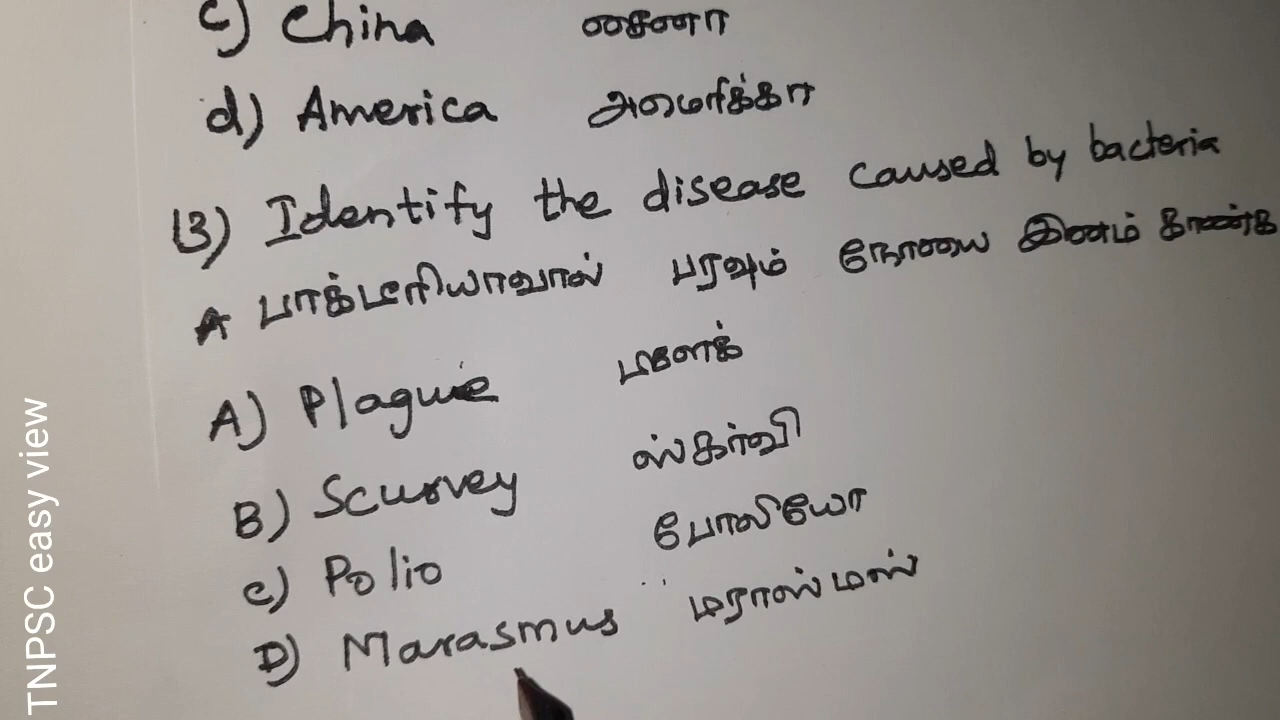 c) China சைனா
d) America அமெரிக்கா
13) Identify the disease caused by bacteria
பாக்டீரியாவால் பரவும் நோயை இனம் காண்க
A) Plague பிளேக்
B) Scurvey ஸ்கர்வி
c) Polio போலியோ
D) Marasmus மராஸ்மஸ்
TNPSC easy view